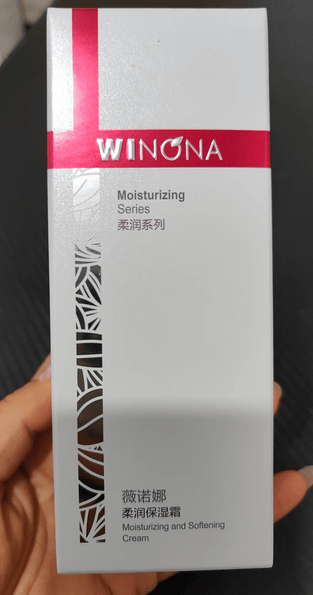 WINONA
Moisturizing
Series
柔润系列
薇诺娜
柔润保湿霜
Moisturizing and Softening
Cream